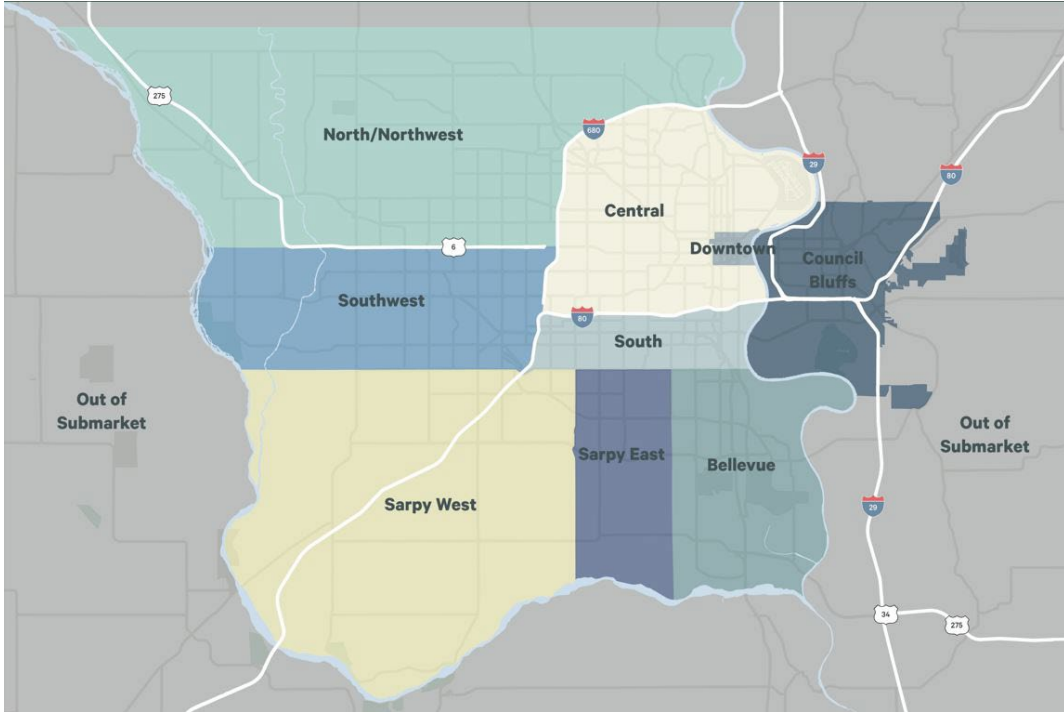 275
680
North/Northwest
29
80
Central
6
Downtown
Council
Bluffs
Southwest
80
South
Out of
Submarket
Out of
Submarket
Sarpy East
Bellevue
Sarpy West
29
34
275